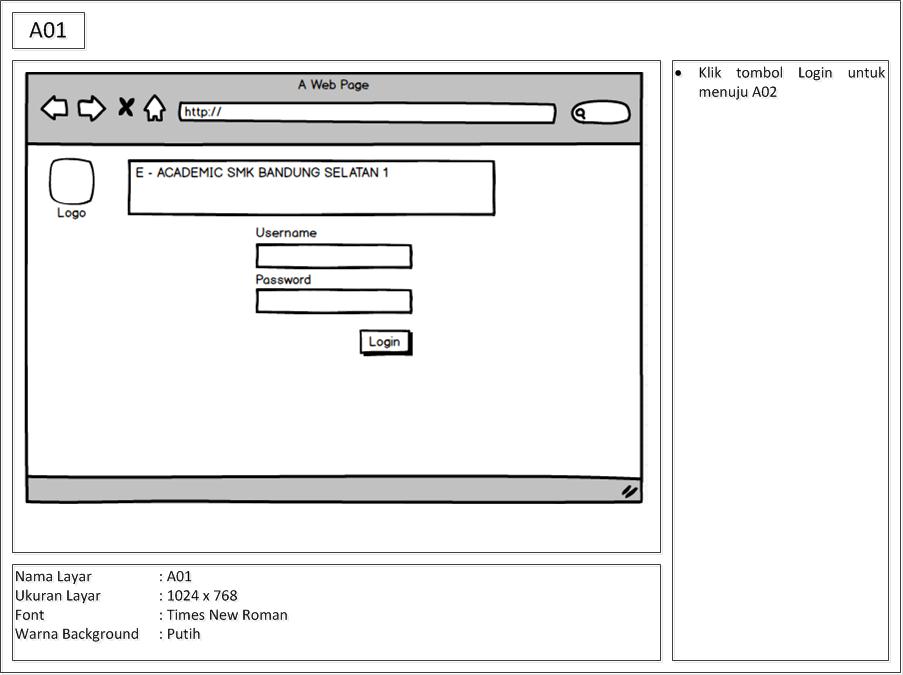 A01
A Web Page
http://
E - ACADEMIC SMK BANDUNG SELATAN 1
Logo
Username
Password
Login
• Klik tombol Login untuk
menuju A02
Nama Layar : A01
Ukuran Layar : 1024 x 768
Font : Times New Roman
Warna Background : Putih